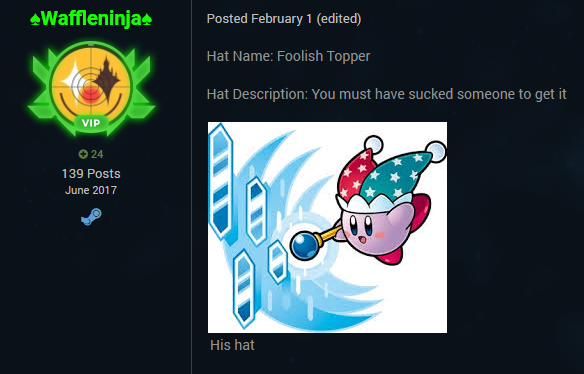 ♠Waffleninja♠
VIP
24
139 Posts
June 2017
Posted February 1 (edited)
Hat Name: Foolish Topper
Hat Description: You must have sucked someone to get it
His hat